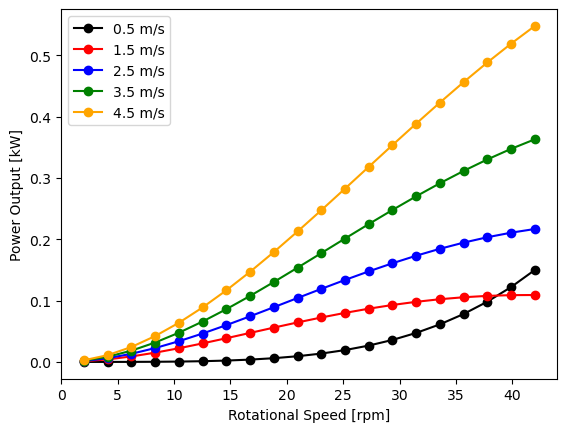 0.5 m/s
1.5 m/s
2.5 m/s
3.5 m/s
4.5 m/s
Power Output [kW]
0.5
0.4
0.3
0.2
0.1
0.0
0 5 10 15 20 25 30 35 40
Rotational Speed [rpm]